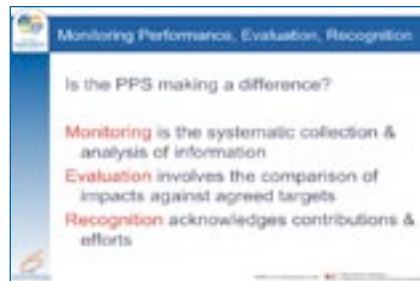 Monitoring Performance, Evaluation, Recognition
Is the PPS making a difference?
Monitoring is the systematic collection &
analysis of information
Evaluation involves the comparison of
impacts against agreed targets
Recognition acknowledges contributions &
efforts